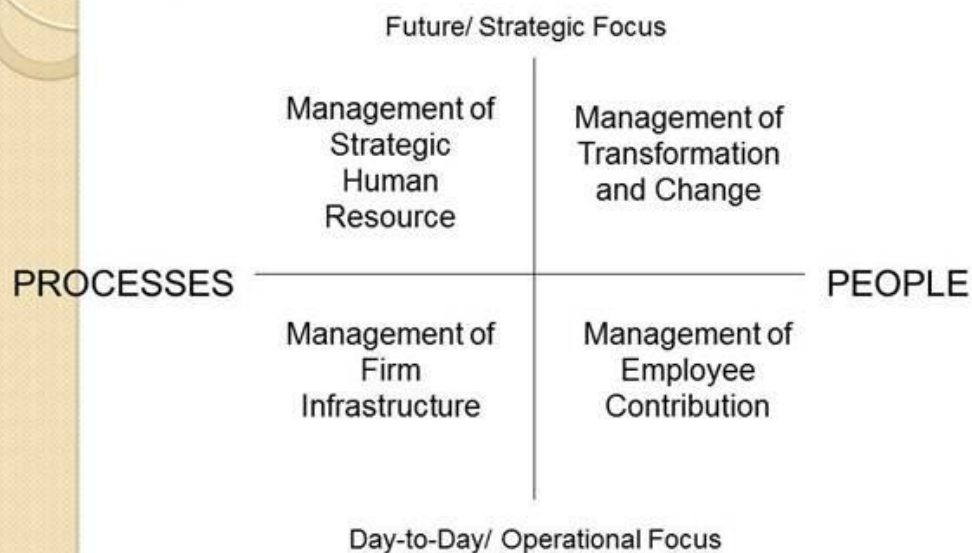 Future/ Strategic Focus
Management of
Strategic
Human
Resource
Management of
Transformation
and Change
PROCESSES
PEOPLE
Management of
Firm
Infrastructure
Management of
Employee
Contribution
Day-to-Day/ Operational Focus